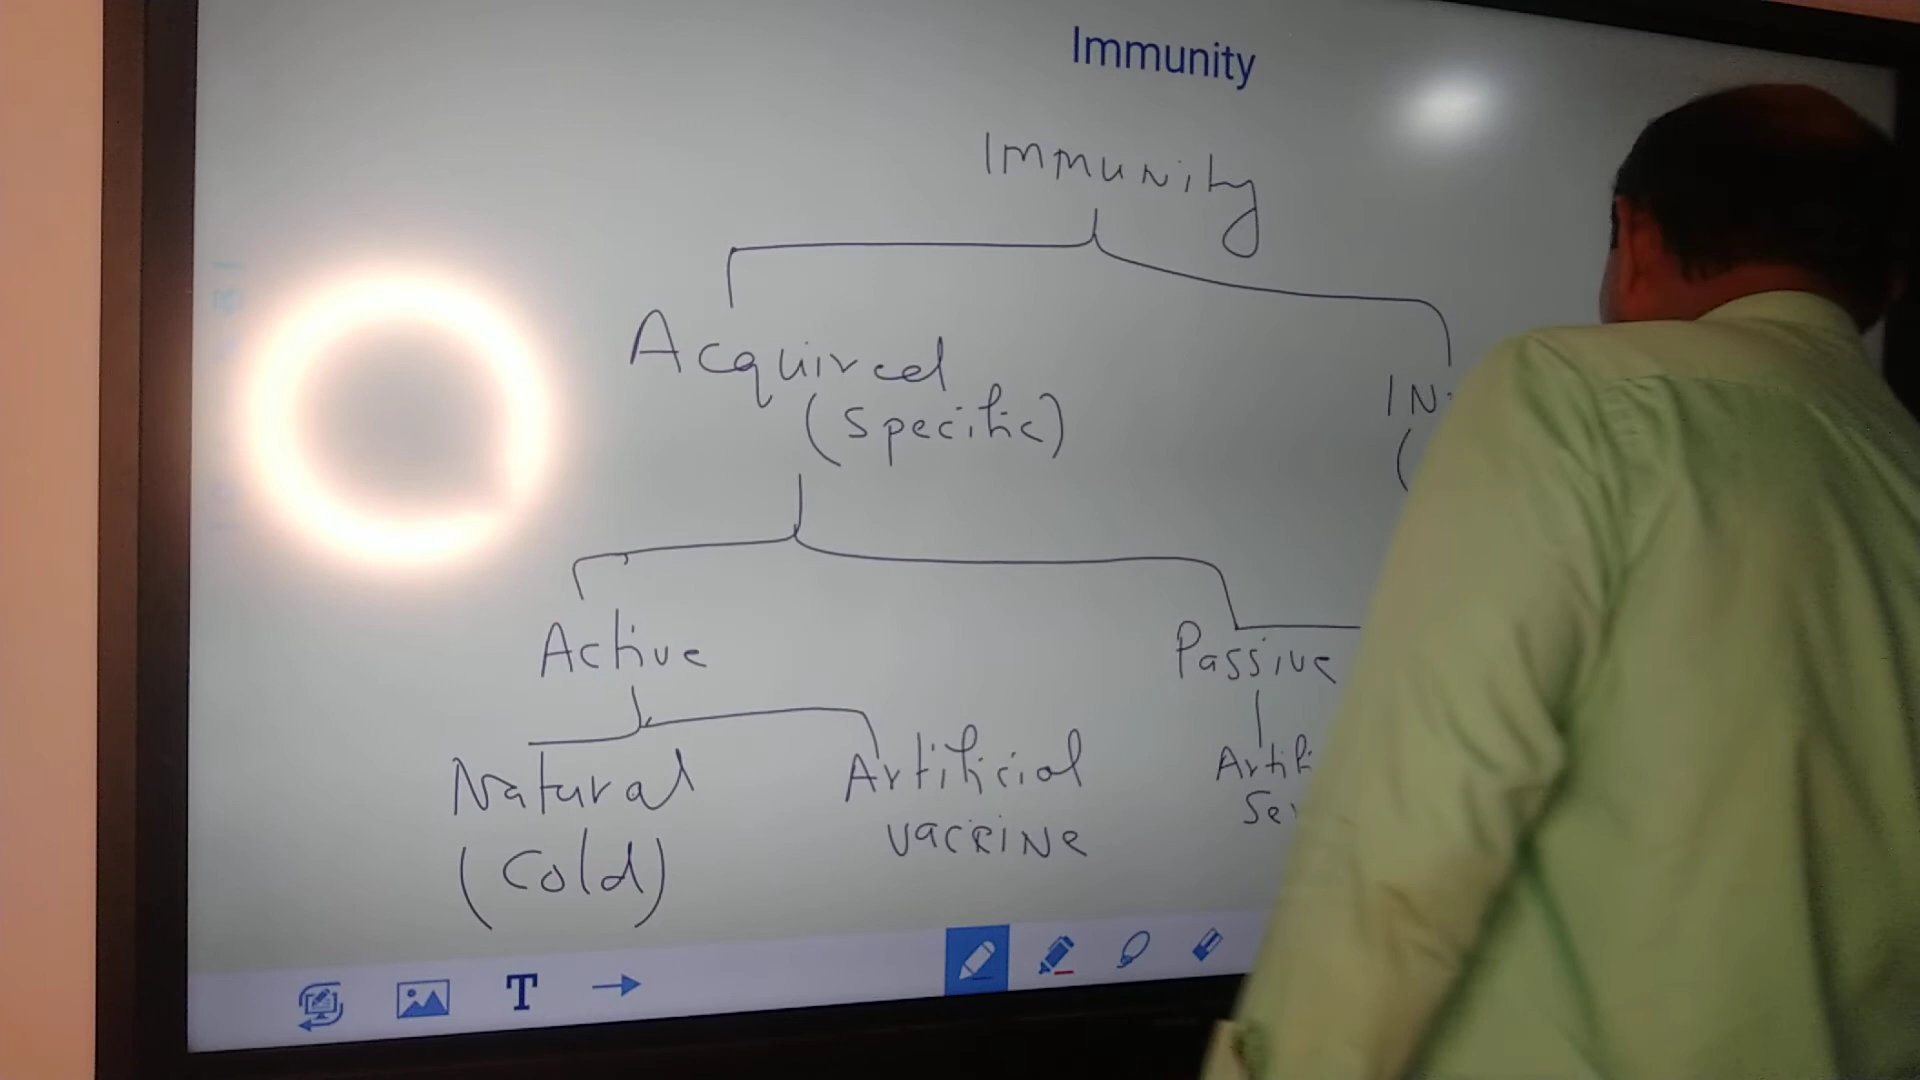 Immunity
Immunity
Acquired
(Specific)
Active
Passive
Natural
(Cold)
Artificial
vaccine
T